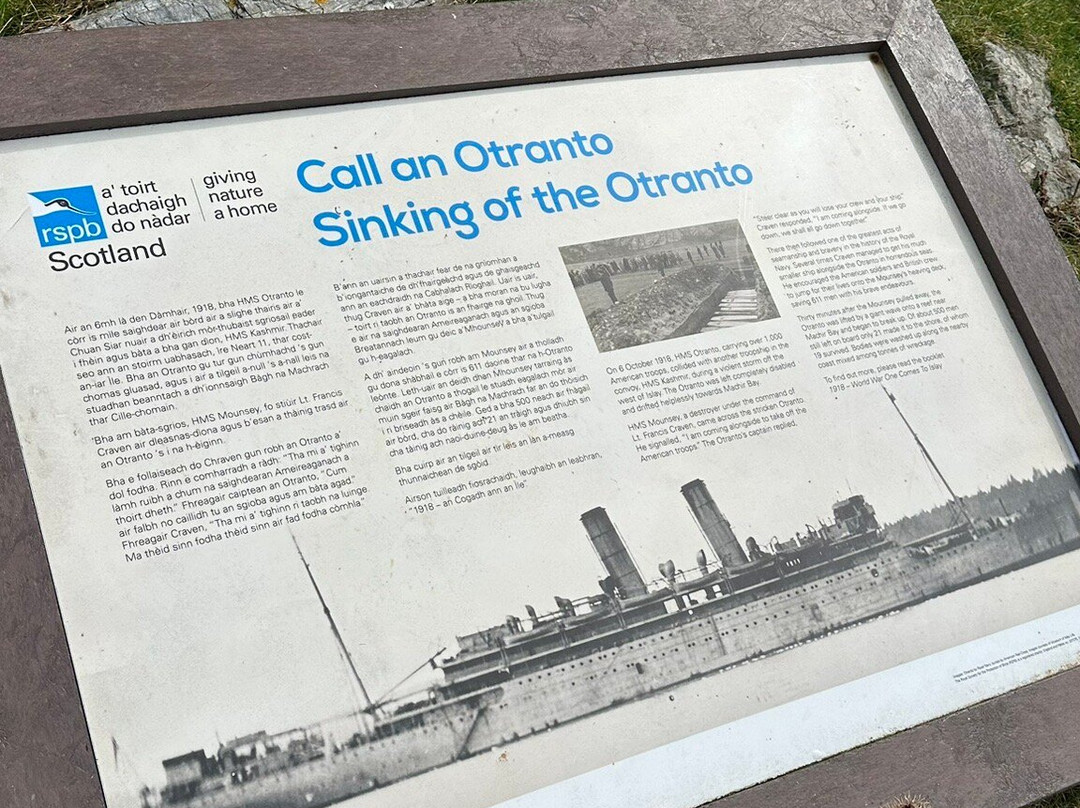 rspb
Scotland
a' toirt
dachaigh
do nàdar
giving
nature
a home
Call an Otranto
Sinking of the Otranto
Air an 6mh là den Dàmhair, 1918, bha HMS Otranto le
còrr is mìle saighdear air bòrd air a slighe thairis air a'
Chuan Siar nuair a dh'èirich mòr-thubaist sgriosail eadar
i fhèin agus bàta a bha gan dìon, HMS Kashmir. Thachair
seo ann an stoirm uabhasach, ìre Neart 11, thar cost
an-iar Ìle. Bha an Otranto gu tur gun chùmhachd 's gun
chomas gluasad, agus i air a tilgeil a-null 's a-nall leis na
stuadhan beanntach a dh'ionnsaigh Bàgh na Machrach
thar Cille-chomain.
'Bha am bàta-sgrios, HMS Mounsey, fo stiùir Lt. Francis
Craven air dleasnas-dìona agus b' esan a thàinig trasd air
an Otranto 's i na h-èiginn.
Bha e follaiseach do Chraven gun robh an Otranto a'
dol fodha. Rinn e comharradh a ràdh: "Tha mi a' tighinn
làmh ruibh a chum na saighdearan Ameireaganach a
thoirt dheth." Fhreagair caiptean an Otranto, "Cum
air falbh no caillidh tu an sgioba agus am bàta agad."
Fhreagair Craven, "Tha mi a' tighinn ri taobh na luinge
Ma thèid sinn fodha thèid sinn air fad fodha còmhla"
B' ann an uairsin a thachair fear de na gnìomhan a
b' iongantaiche de dh'fhairgeachd agus de ghaisgeachd
ann an eachdraidh na Cabhlach Rìoghail. Uair is uair,
thug Craven air a' bhàta aige – a bha moran na bu lugha
– toirt ri taobh an Otranto is an fhairge na ghoil. Thug
e air na saighdearan Ameireaganach agus an sgioba
Breatannach leum gu deic a'Mhounsey a bha a'tulgail
gu h-eagalach.
A dh' aindeoin 's gun robh am Mounsey air a tholladh
gu dona shàbhail e còrr is 611 daoine thar na h-Otranto
leònte. Leth-uair an deidh dhan Mhounsey tarraing às
chaidh an Otranto a thogail le stuadh eagalach mòr air
muin sgeir faisg air Bàgh na Machrach far an do thòisich
i ri briseadh às a chèile. Ged a bha 500 neach air fhàgail
air bòrd, cha do ràinig ach 21 an tràigh agus dhiubh sin
cha tàinig ach naoi-duine-deug às le am beatha.
Bha cuirp air an tilgeil air tìr leis an làn a-measg
thunnaichean de sgòid.
Airson tuilleadh fiosrachaidh, leughaibh an leabhran,
"1918 – an Cogadh ann an Ìle".
On 6 October 1918, HMS Otranto, carrying over 1,000
American troops, collided with another troopship in the
convoy, HMS Kashmir, during a violent storm off the
west of Islay. The Otranto was left completely disabled
and drifted helplessly towards Machir Bay.
HMS Mounsey, a destroyer under the command of
Lt. Francis Craven, came across the stricken Otranto.
He signalled, "I am coming alongside to take off the
American troops." The Otranto's captain replied,
"Steer clear as you will lose your crew and your ship."
Craven responded, "I am coming alongside. If we go
down, we shall all go down together"
There then followed one of the greatest acts of
seamanship and bravery in the history of the Royal
Navy. Several times Craven managed to get his much
smaller ship alongside the Otranto in horrendous seas.
He encouraged the American soldiers and British crew
to jump for their lives onto the Mounsey's heaving deck,
saving 611 men with his brave endeavours.
Thirty minutes after the Mounsey pulled away, the
Otranto was lifted by a giant wave onto a reef near
Machir Bay and began to break up. Of about 500 men
still left on board only 21 made it to the shore, of whom
19 survived. Bodies were washed up along the nearby
coast mixed among tonnes of wreckage.
To find out more, please read the booklet
'1918 – World War One Comes To Islay'